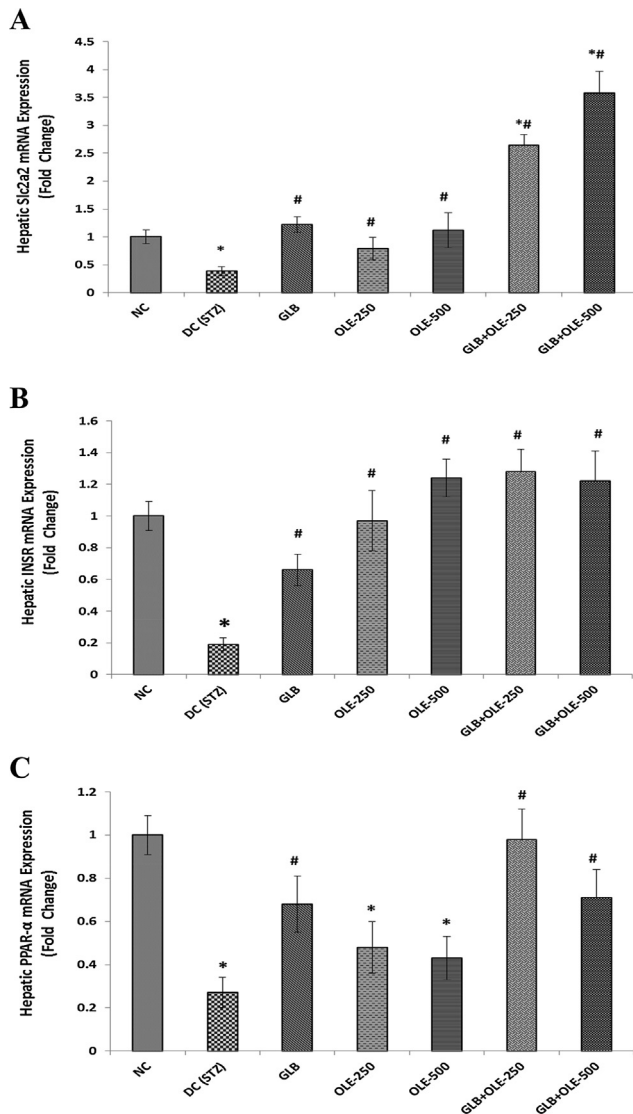 A
Hepatic Slc2a2 mRNA Expression
(Fold Change)
4.5
4
3.5
3
2.5
2
1.5
1
0.5
0
*
#
#
#
*#
*#
NC
DC (STZ)
GLB
OLE-250
OLE-500
GLB+OLE-250
GLB+OLE-500
B
Hepatic INSR mRNA Expression
(Fold Change)
1.6
1.4
1.2
1
0.8
0.6
0.4
0.2
0
*
#
#
#
#
#
NC
DC (STZ)
GLB
OLE-250
OLE-500
GLB+OLE-250
GLB+OLE-500
C
Hepatic PPAR-α mRNA Expression
(Fold Change)
1.2
1
0.8
0.6
0.4
0.2
0
*
#
*
*
#
#
NC
DC (STZ)
GLB
OLE-250
OLE-500
GLB+OLE-250
GLB+OLE-500